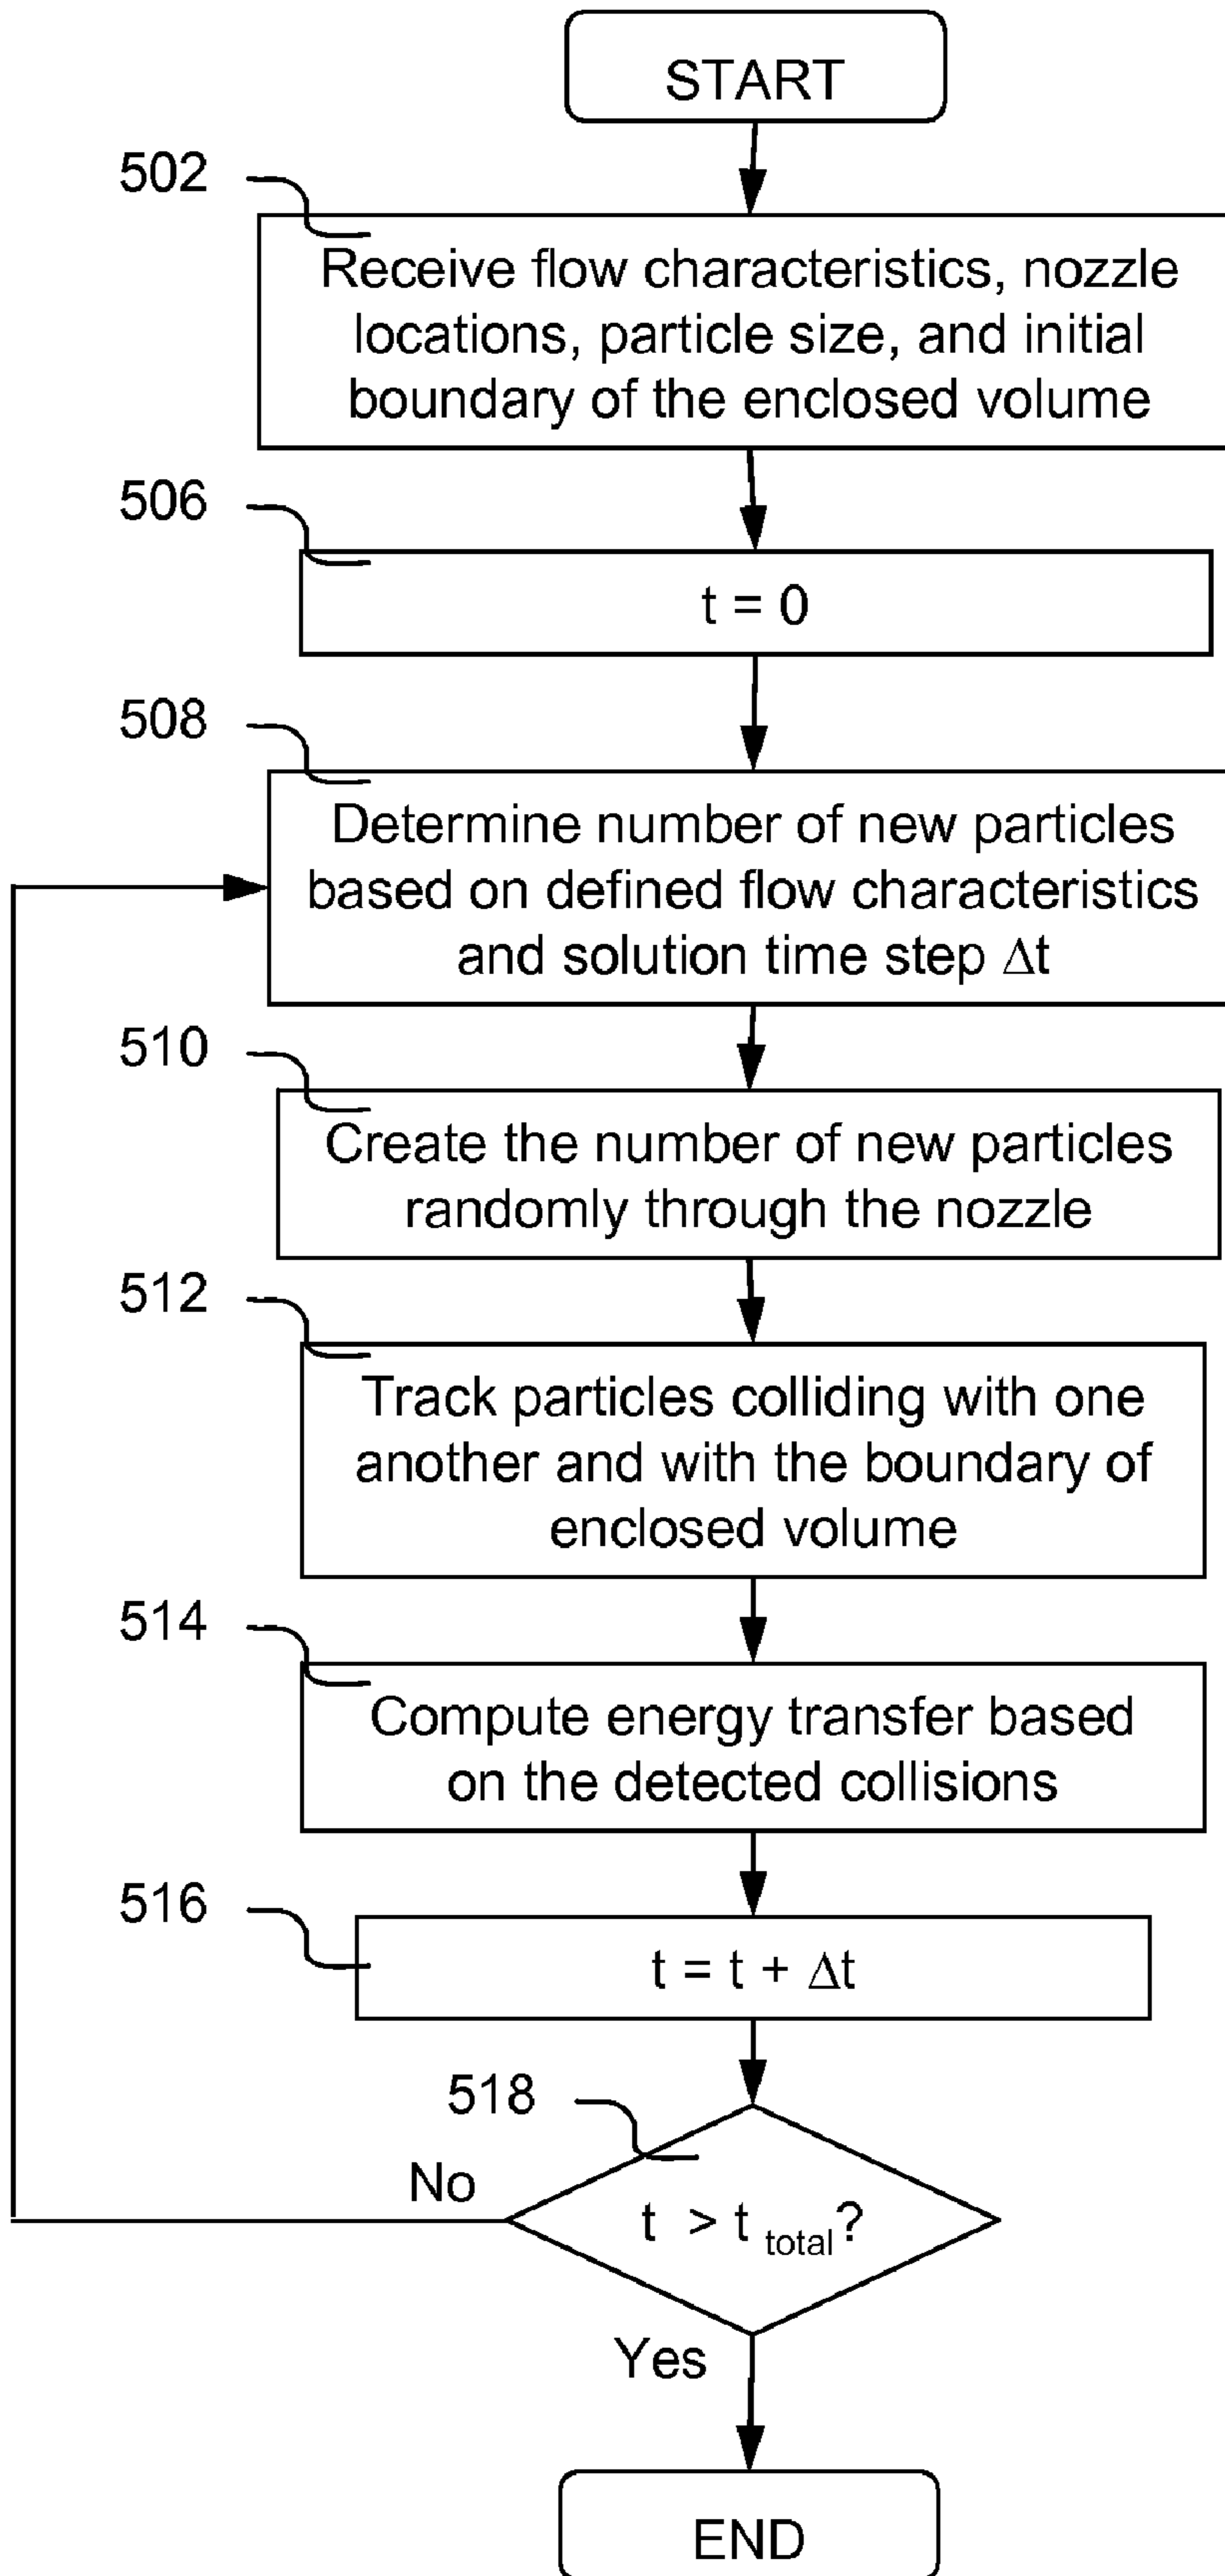 START
502
Receive flow characteristics, nozzle
locations, particle size, and initial
boundary of the enclosed volume
506
t = 0
508
Determine number of new particles
based on defined flow characteristics
and solution time step Δt
510
Create the number of new particles
randomly through the nozzle
512
Track particles colliding with one
another and with the boundary of
enclosed volume
514
Compute energy transfer based
on the detected collisions
516
t = t + Δt
518
No
t > t total?
Yes
END